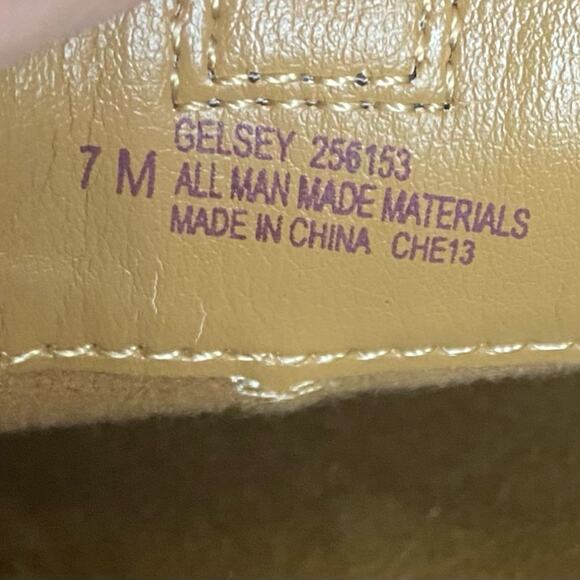 GELSEY 256153
7 M ALL MAN MADE MATERIALS
MADE IN CHINA CHE13